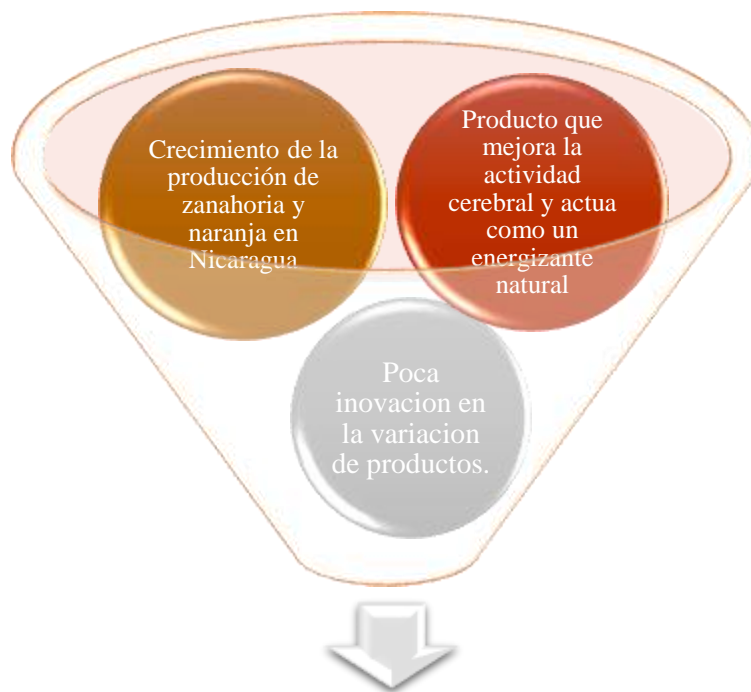 Crecimiento de la
producción de
zanahoria y
naranja en
Nicaragua
Producto que
mejora la
actividad
cerebral y actua
como un
energizante
natural
Poca
inovacion en
la variacion
de productos.